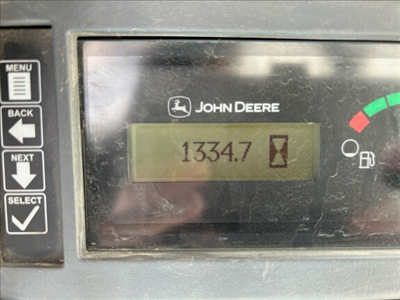 MENU
BACK
NEXT
SELECT
JOHN DEERE
1334.7